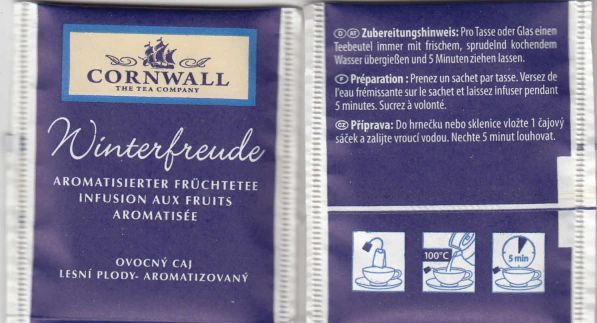 CORNWALL
THE TEA COMPANY
Winterfreude
AROMATISIERTER FRÜCHTETEE
INFUSION AUX FRUITS
AROMATISÉE
OVOCNÝ CAJ
LESNÍ PLODY- AROMATIZOVANÝ
D AT Zubereitungshinweis: Pro Tasse oder Glas einen
Teebeutel immer mit frischem, sprudelnd kochendem
Wasser übergießen und 5 Minuten ziehen lassen.
F Préparation : Prenez un sachet par tasse. Versez de
l'eau frémissante sur le sachet et laissez infuser pendant
5 minutes. Sucrez à volonté.
CZ Příprava: Do hrnečku nebo sklenice vložte 1 čajový
sáček a zalijte vroucí vodou. Nechte 5 minut louhovat.
100°C
5 min